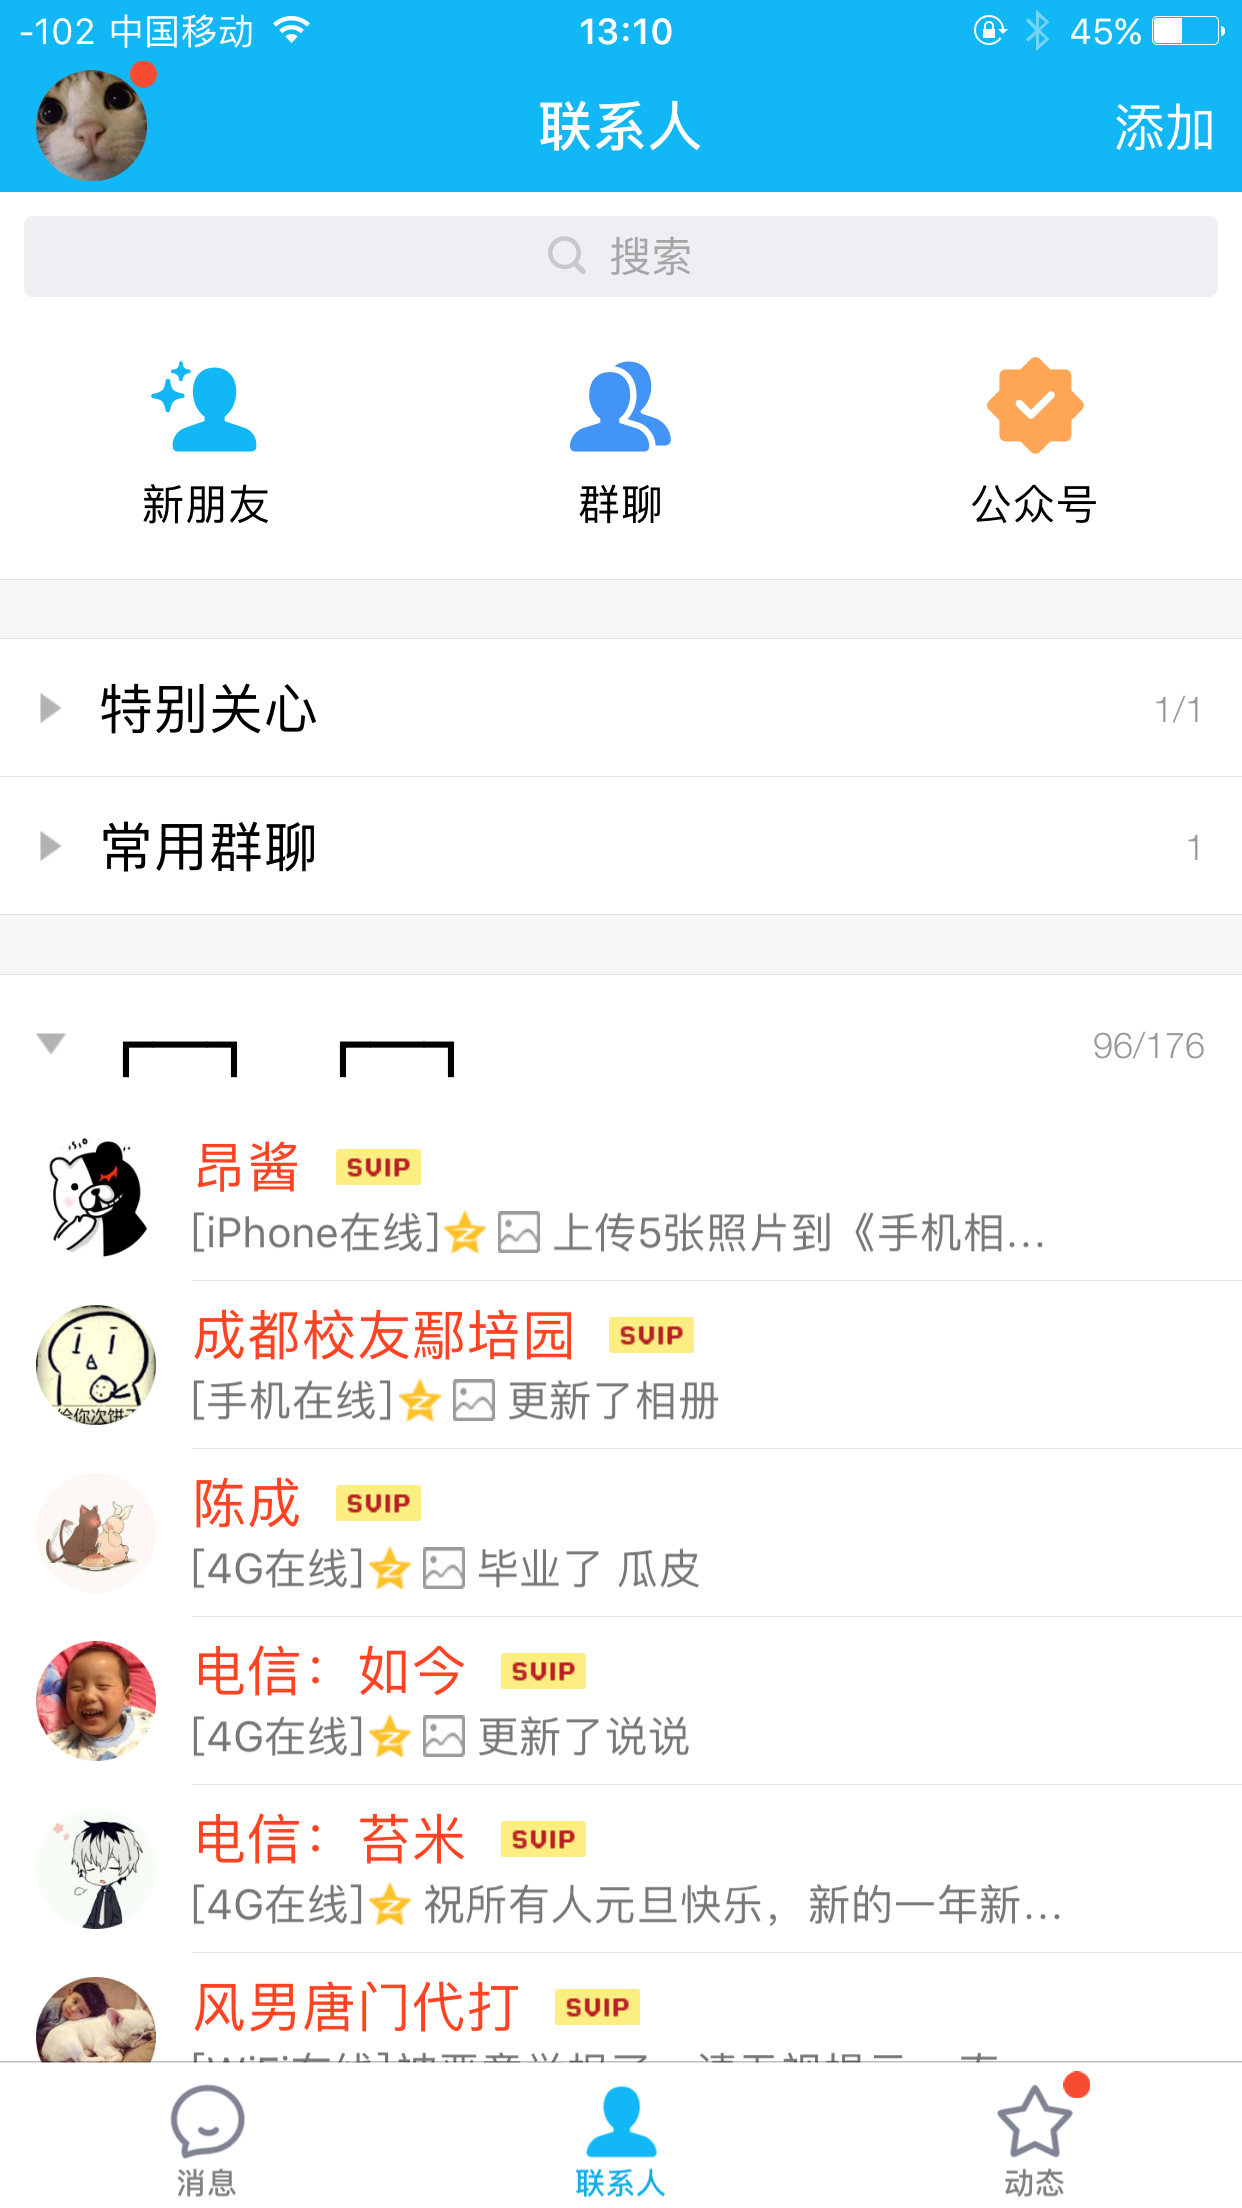 -102 中国移动 13:10 45%
联系人 添加
搜索
新朋友 群聊 公众号
特别关心 1/1
常用群聊 1
96/176
昂酱 SVIP
[iPhone在线] 上传5张照片到《手机相...
成都校友鄢培园 SVIP
[手机在线] 更新了相册
陈成 SVIP
[4G在线] 毕业了 瓜皮
电信：如今 SVIP
[4G在线] 更新了说说
电信：苔米 SVIP
[4G在线] 祝所有人元旦快乐，新的一年新...
风男唐门代打 SVIP
消息 联系人 动态